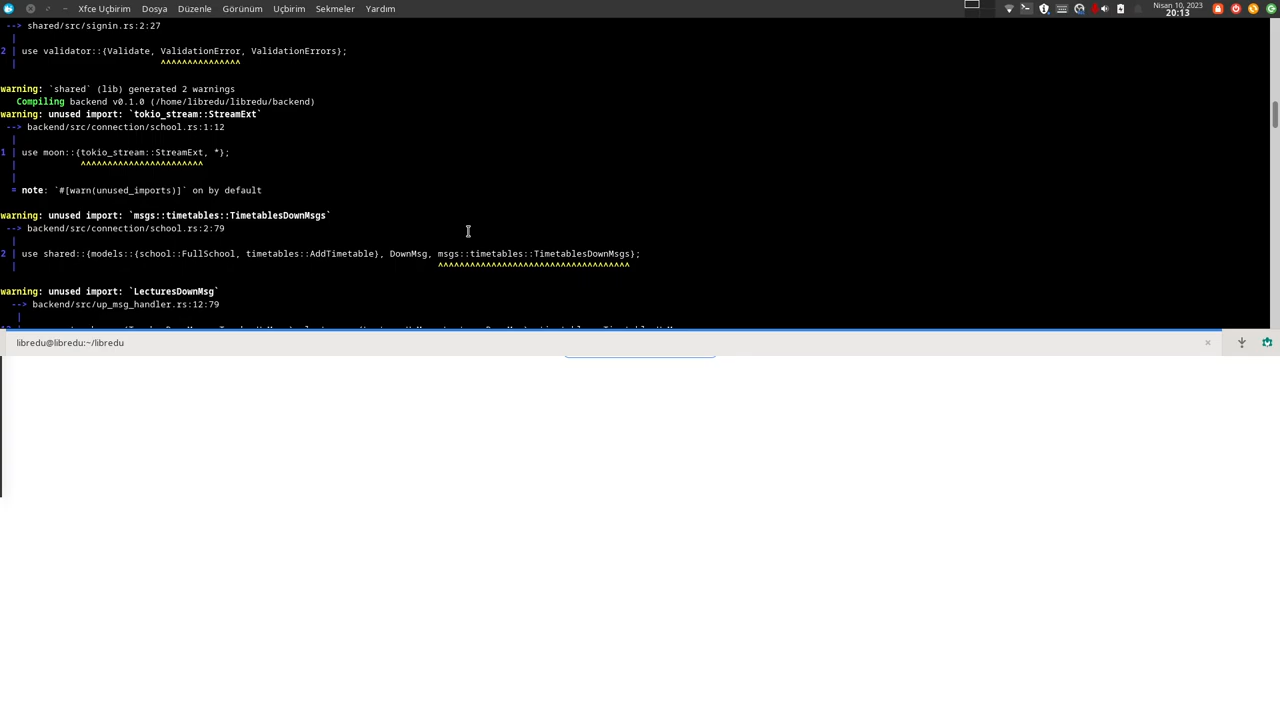 Xfce Uçbirim Dosya Düzenle Görünüm Uçbirim Sekmeler Yardım
Nisan 10, 2023
20:13
--> shared/src/signin.rs:2:27
|
2 | use validator::{Validate, ValidationError, ValidationErrors};
| ^^^^^^^^^^^^^^^
warning: `shared` (lib) generated 2 warnings
Compiling backend v0.1.0 (/home/libredu/libredu/backend)
warning: unused import: `tokio_stream::StreamExt`
--> backend/src/connection/school.rs:1:12
|
1 | use moon::{tokio_stream::StreamExt, *};
| ^^^^^^^^^^^^^^^^^^^^^^^
|
= note: `#[warn(unused_imports)]` on by default
warning: unused import: `msgs::timetables::TimetablesDownMsgs`
--> backend/src/connection/school.rs:2:79
|
2 | use shared::{models::{school::FullSchool, timetables::AddTimetable}, DownMsg, msgs::timetables::TimetablesDownMsgs};
| ^^^^^^^^^^^^^^^^^^^^^^^^^^^^^^^^^^^^
warning: unused import: `LecturesDownMsg`
--> backend/src/up_msg_handler.rs:12:79
|
libredu@libredu:~/libredu